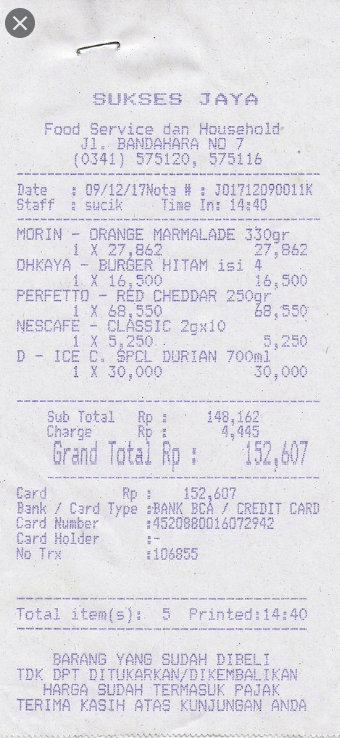 SUKSES JAYA
Food Service dan Household
Jl. BANDAHARA NO 7
(0341) 575120, 575116
Date : 09/12/17Nota # : J01712090011K
Staff : sucik Time In: 14:40
MORIN - ORANGE MARMALADE 330gr
1 X 27,862 27,862
OHKAYA - BURGER HITAM isi 4
1 X 16,500 16,500
PERFETTO - RED CHEDDAR 250gr
1 X 68,550 68,550
NESCAFE - CLASSIC 2gx10
1 X 5,250 5,250
D - ICE C. SPCL DURIAN 700ml
1 X 30,000 30,000
Sub Total Rp : 148,162
Charge Rp : 4,445
Grand Total Rp : 152,607
Card Rp : 152,607
Bank / Card Type :BANK BCA / CREDIT CARD
Card Number :4520880016072942
Card Holder :-
No Trx :106855
Total item(s): 5 Printed:14:40
BARANG YANG SUDAH DIBELI
TDK DPT DITUKARKAN/DIKEMBALIKAN
HARGA SUDAH TERMASUK PAJAK
TERIMA KASIH ATAS KUNJUNGAN ANDA